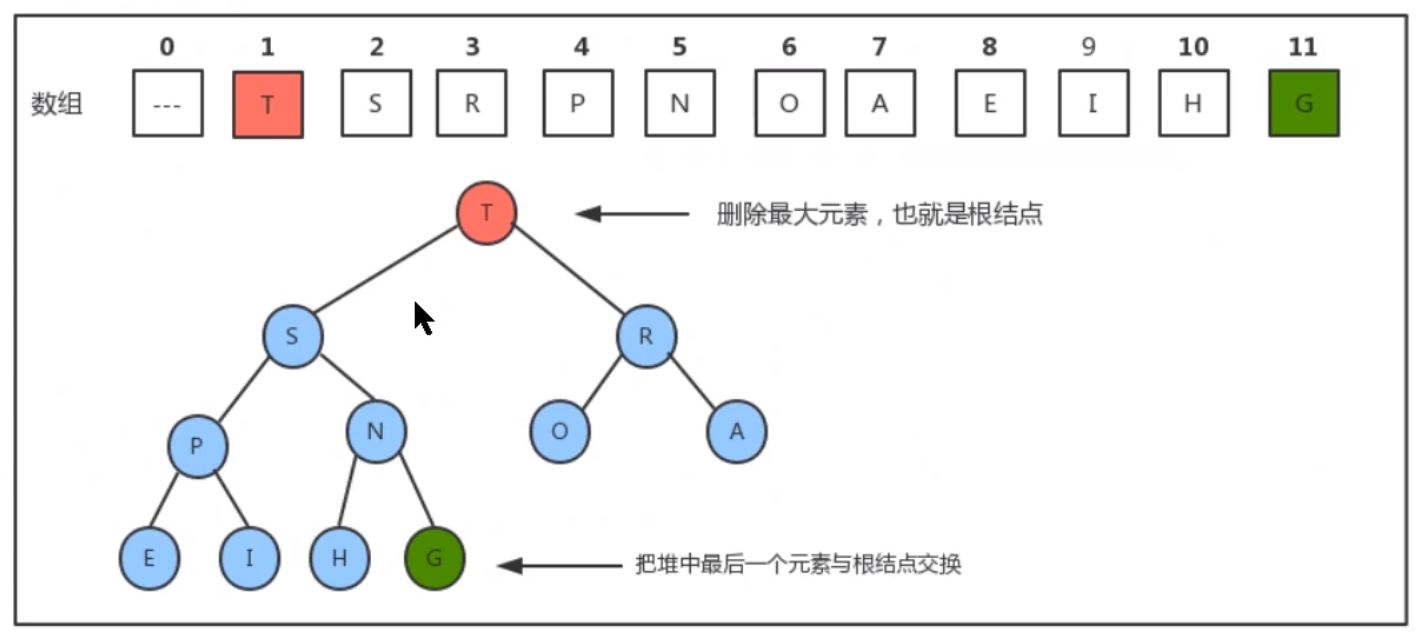 0 1 2 3 4 5 6 7 8 9 10 11
数组 --- T S R P N O A E I H G
T
删除最大元素，也就是根结点
S R
P N O A
E I H G
把堆中最后一个元素与根结点交换